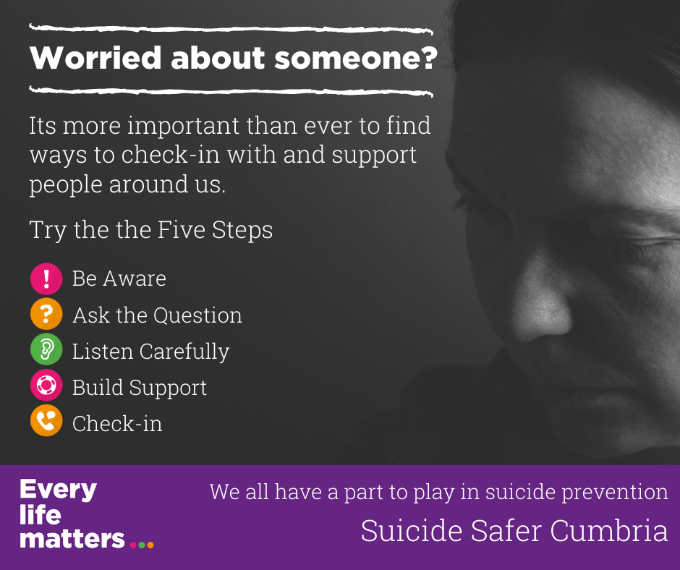 Worried about someone?
Its more important than ever to find
ways to check-in with and support
people around us.
Try the the Five Steps
! Be Aware
? Ask the Question
Listen Carefully
Build Support
Check-in
Every
life
matters...
We all have a part to play in suicide prevention
Suicide Safer Cumbria